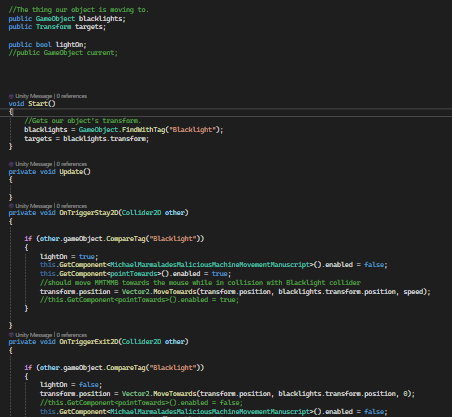 //The thing our object is moving to.
public GameObject blacklights;
public Transform targets;
public bool lightOn;
//public GameObject current;
Unity Message | 0 references
void Start()
{
//Gets our object's transform.
blacklights = GameObject.FindWithTag("Blacklight");
targets = blacklights.transform;
}
Unity Message | 0 references
private void Update()
{
}
Unity Message | 0 references
private void OnTriggerStay2D(Collider2D other)
{
if (other.gameObject.CompareTag("Blacklight"))
{
lightOn = true;
this.GetComponent<MichaelMarmaladesMaliciousMachineMovementManuscript>().enabled = false;
this.GetComponent<pointTowards>().enabled = true;
//should move MMTMMB towards the mouse while in collision with Blacklight collider
transform.position = Vector2.MoveTowards(transform.position, blacklights.transform.position, speed);
//this.GetComponent<pointTowards>().enabled = true;
}
}
Unity Message | 0 references
private void OnTriggerExit2D(Collider2D other)
{
if (other.gameObject.CompareTag("Blacklight"))
{
lightOn = false;
transform.position = Vector2.MoveTowards(transform.position, blacklights.transform.position, 0);
//this.GetComponent<pointTowards>().enabled = false;
this.GetComponent<MichaelMarmaladesMaliciousMachineMovementManuscript>().enabled = false;